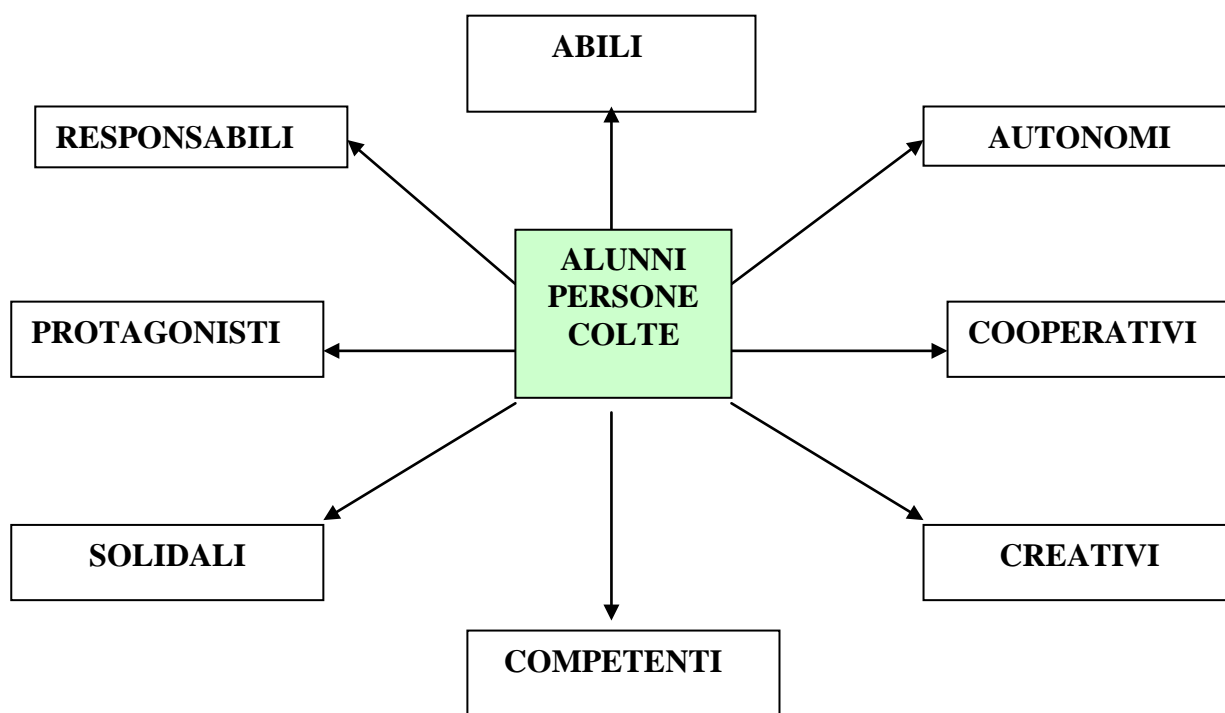 ABILI
RESPONSABILI
AUTONOMI
ALUNNI
PERSONE
COLTE
PROTAGONISTI
COOPERATIVI
SOLIDALI
CREATIVI
COMPETENTI